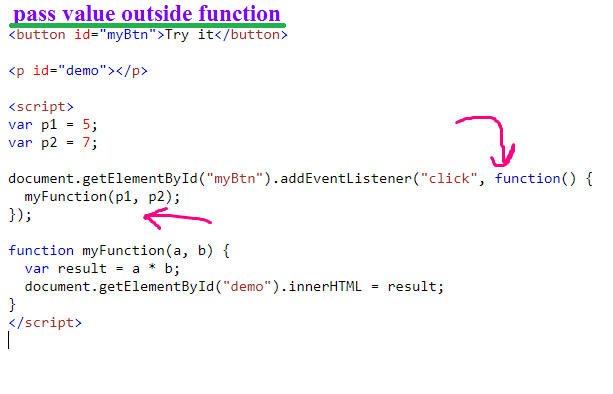 pass value outside function
<button id="myBtn">Try it</button>
<p id="demo"></p>
<script>
var p1 = 5;
var p2 = 7;
document.getElementById("myBtn").addEventListener("click", function() {
  myFunction(p1, p2);
});
function myFunction(a, b) {
  var result = a * b;
  document.getElementById("demo").innerHTML = result;
}
</script>